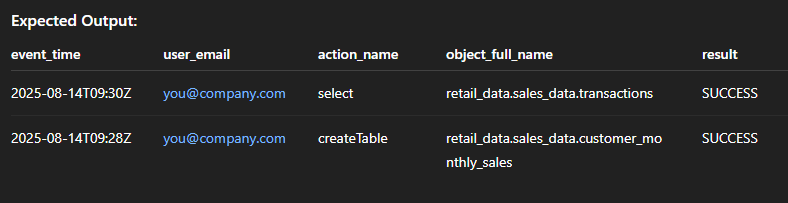 Expected Output:
event_time user_email action_name object_full_name result
2025-08-14T09:30Z you@company.com select retail_data.sales_data.transactions SUCCESS
2025-08-14T09:28Z you@company.com createTable retail_data.sales_data.customer_mo SUCCESS
nthly_sales